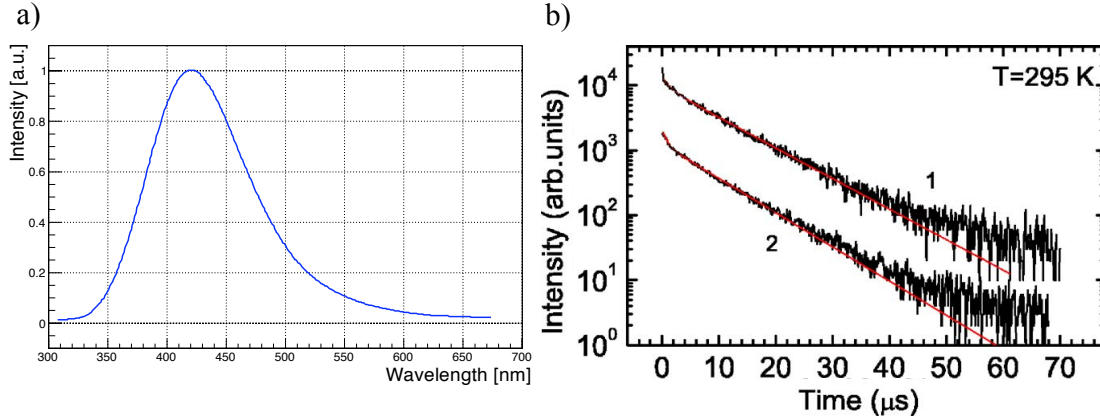 a)
Intensity [a.u.]
1
0.8
0.6
0.4
0.2
0
300 350 400 450 500 550 600 650 700
Wavelength [nm]
b)
T=295 K
Intensity (arb.units)
10⁴
10³
10²
10¹
10⁰
1
2
0 10 20 30 40 50 60 70
Time (μs)